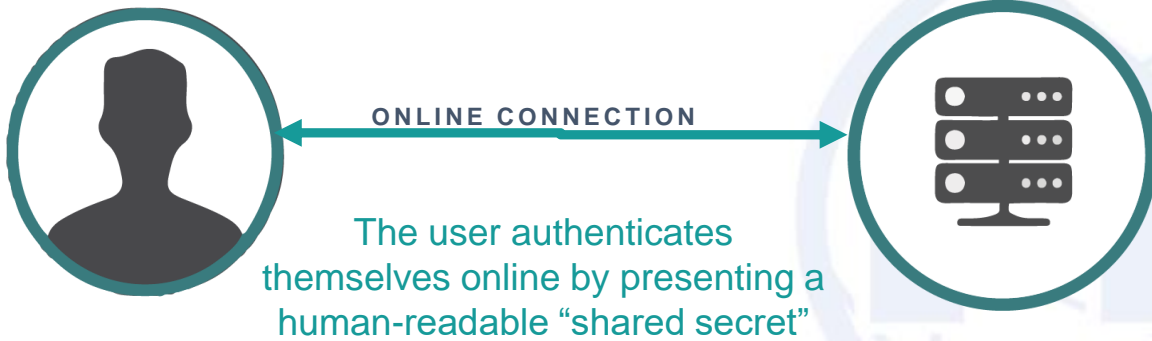 ONLINE CONNECTION
The user authenticates
themselves online by presenting a
human-readable “shared secret”